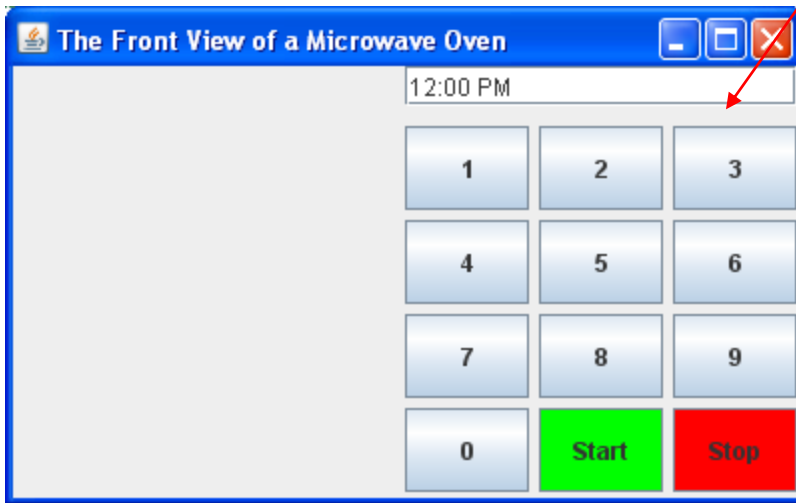 The Front View of a Microwave Oven
12:00 PM
1 2 3
4 5 6
7 8 9
0 Start Stop